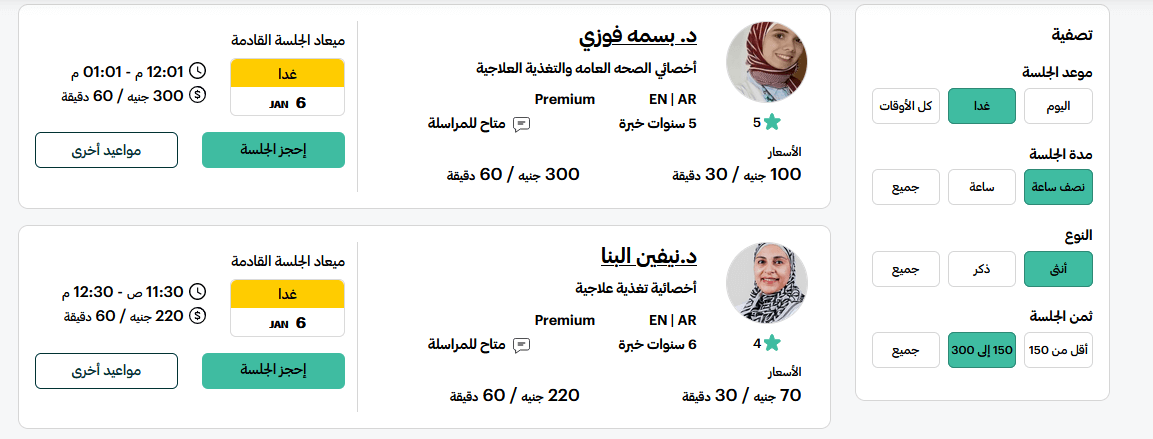 تصفية
موعد الجلسة
اليوم
غدا
كل الأوقات
مدة الجلسة
نصف ساعة
ساعة
جميع
النوع
أنثى
ذكر
جميع
ثمن الجلسة
أقل من 150
150 إلى 300
جميع
د. بسمه فوزي
أخصائي الصحه العامه والتغذية العلاجية
EN | AR
Premium
5
5 سنوات خبرة
متاح للمراسلة
الأسعار
100 جنيه / 30 دقيقة
300 جنيه / 60 دقيقة
ميعاد الجلسة القادمة
غدا
6 JAN
12:01 م - 01:01 م
300 جنيه / 60 دقيقة
إحجز الجلسة
مواعيد أخرى
د.نيفين البنا
أخصائية تغذية علاجية
EN | AR
Premium
4
6 سنوات خبرة
متاح للمراسلة
الأسعار
70 جنيه / 30 دقيقة
220 جنيه / 60 دقيقة
ميعاد الجلسة القادمة
غدا
6 JAN
11:30 ص - 12:30 م
220 جنيه / 60 دقيقة
إحجز الجلسة
مواعيد أخرى